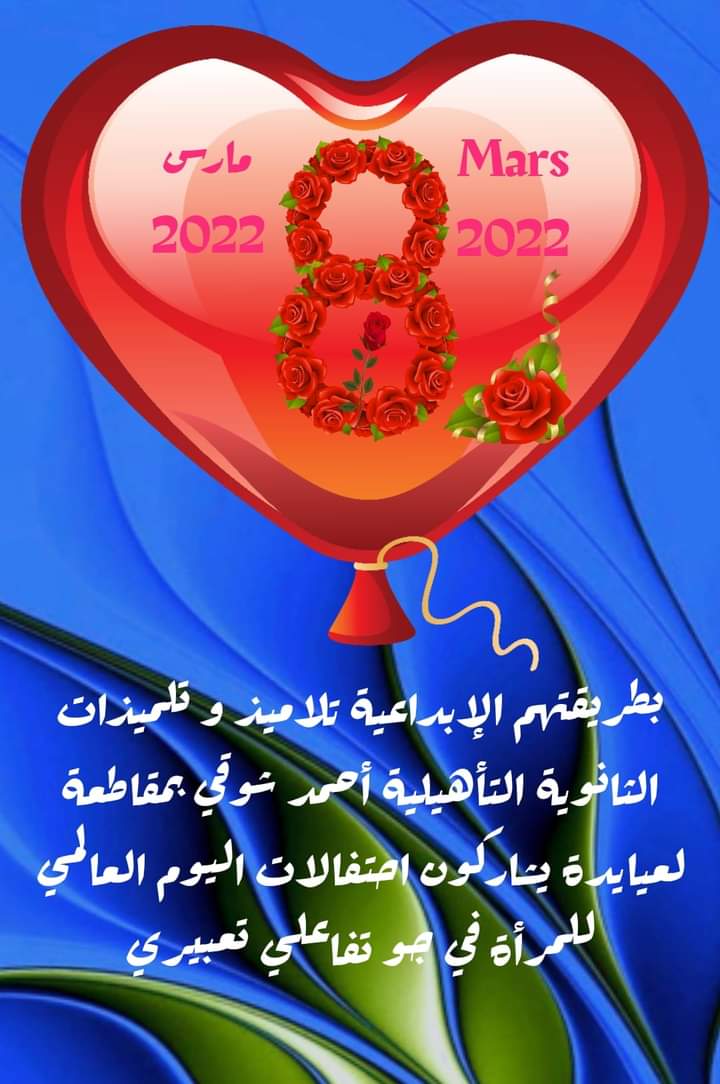 مارس
2022
8
Mars
2022
بطريقتهم الإبداعية تلاميذ و تلميذات
الثانوية التأهيلية أحمد شوقي بمقاطعة
لعيايدة يشاركون احتفالات اليوم العالمي
للمرأة في جو تفاعلي تعبيري